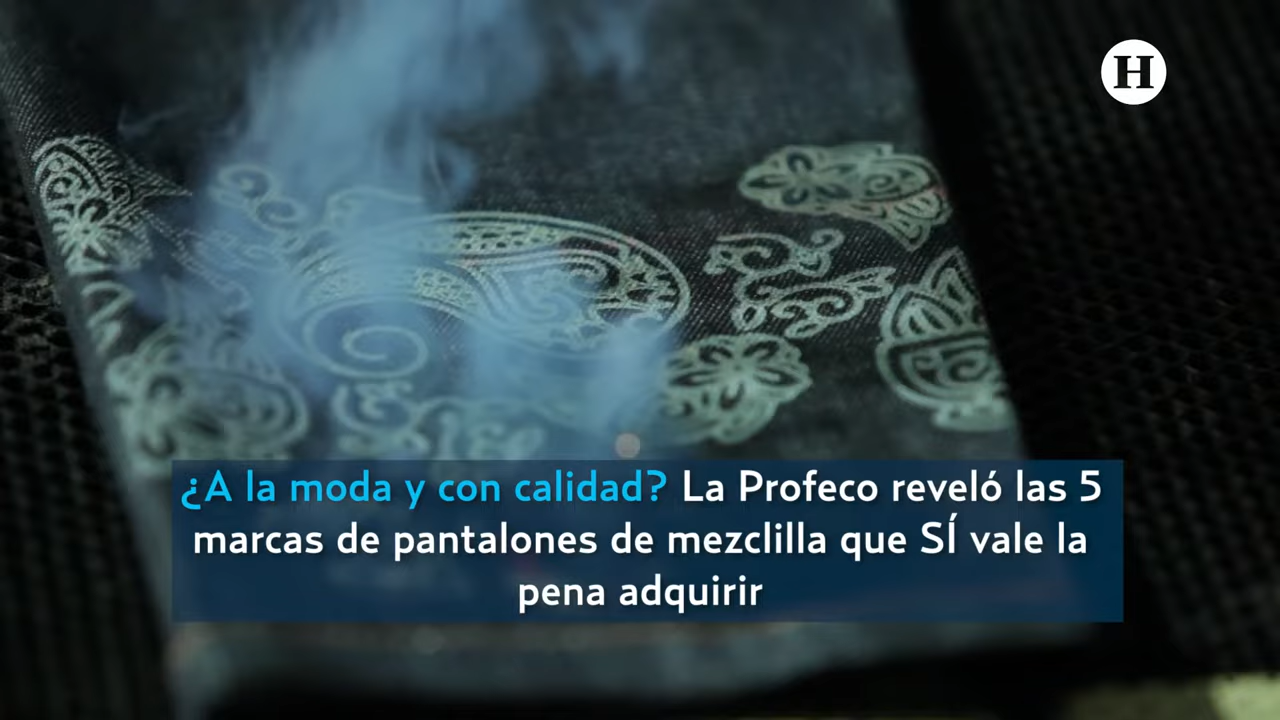 H
¿A la moda y con calidad? La Profeco reveló las 5
marcas de pantalones de mezclilla que SÍ vale la
pena adquirir